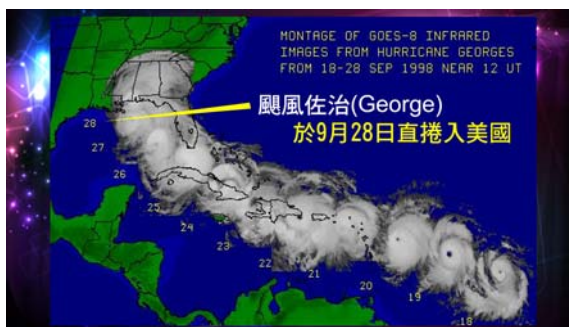 MONTAGE OF GOES-8 INFRARED
IMAGES FROM HURRICANE GEORGES
FROM 18-28 SEP 1998 NEAR 12 UT
颶風佐治(George)
於9月28日直捲入美國
28
27
26
25
24
23
22
21
20
19
18